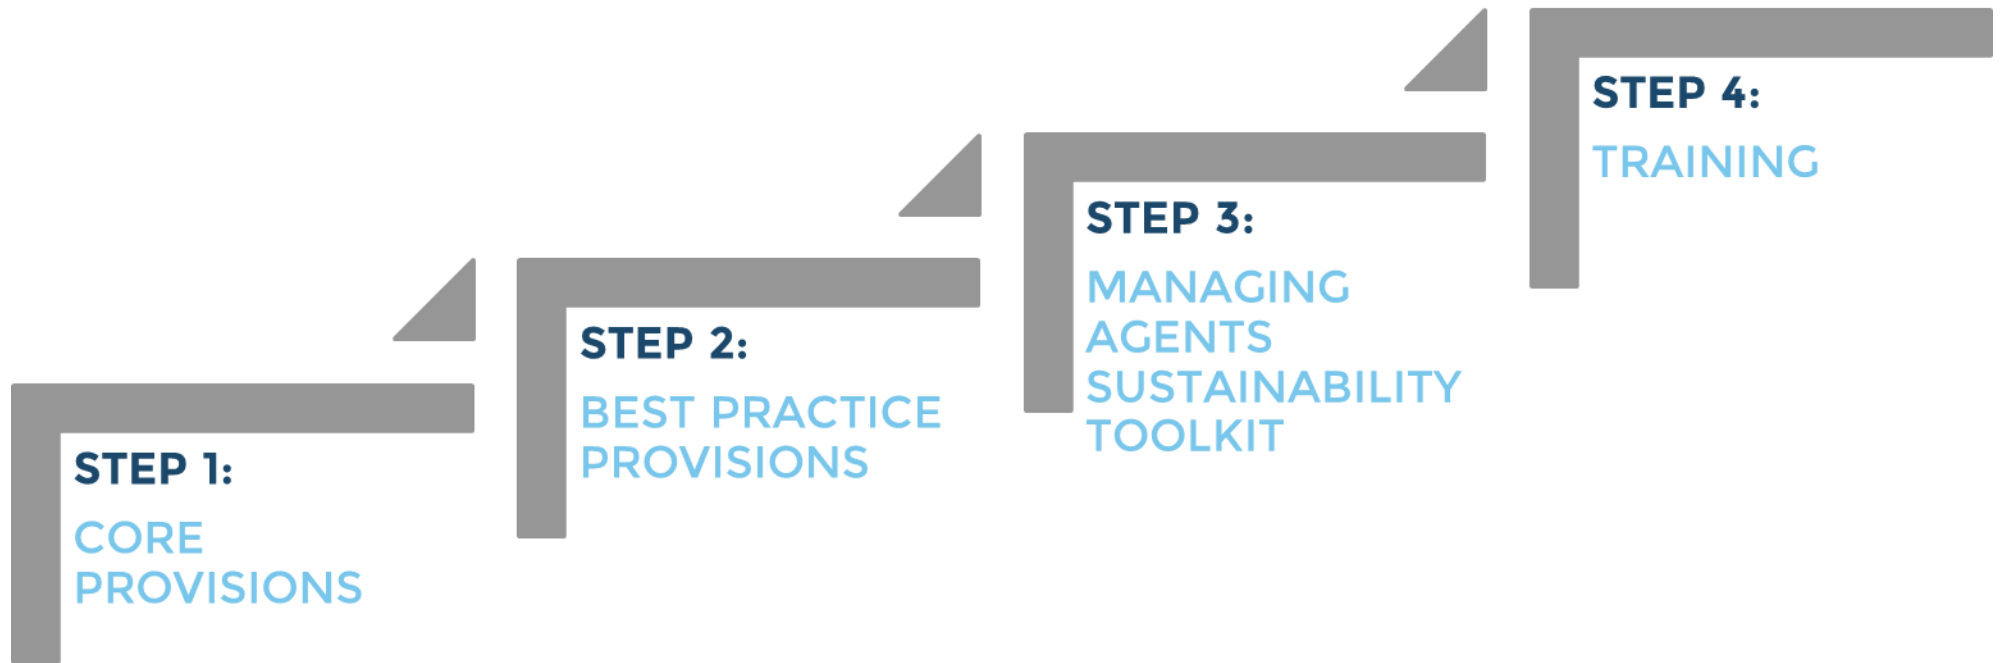 STEP 1:
CORE
PROVISIONS
STEP 2:
BEST PRACTICE
PROVISIONS
STEP 3:
MANAGING
AGENTS
SUSTAINABILITY
TOOLKIT
STEP 4:
TRAINING